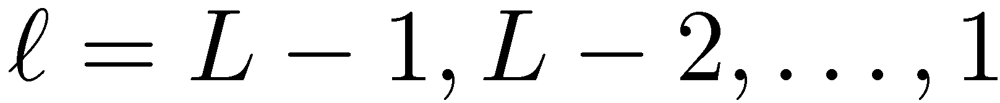 ℓ = L − 1, L − 2, . . . , 1